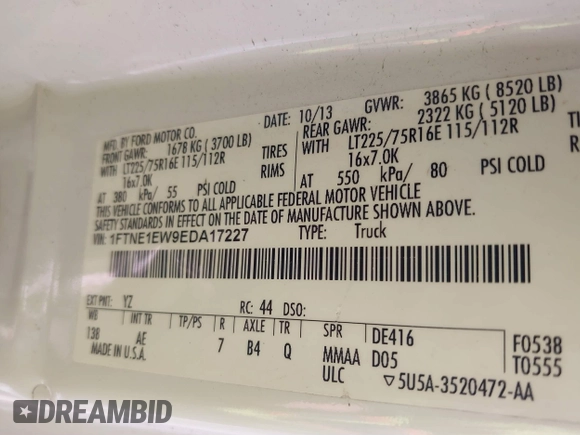 MFD. BY FORD MOTOR CO.
DATE: 10/13 GVWR: 3865 KG ( 8520 LB)
FRONT GAWR: 1678 KG ( 3700 LB)
REAR GAWR: 2322 KG ( 5120 LB)
WITH LT225/75R16E 115/112R TIRES WITH LT225/75R16E 115/112R
16x7.0K RIMS 16x7.0K
AT 380 kPa/ 55 PSI COLD AT 550 kPa/ 80 PSI COLD
THIS VEHICLE CONFORMS TO ALL APPLICABLE FEDERAL MOTOR VEHICLE
SAFETY STANDARDS IN EFFECT ON THE DATE OF MANUFACTURE SHOWN ABOVE.
VIN: 1FTNE1EW9EDA17227 TYPE: Truck
EXT PNT: YZ RC: 44 DSO:
WB INT TR TP/PS R AXLE TR SPR DE416 F0538
138 AE 7 B4 Q MMAA D05 T0555
MADE IN U.S.A. ULC ▽5U5A-3520472-AA
DREAMBID